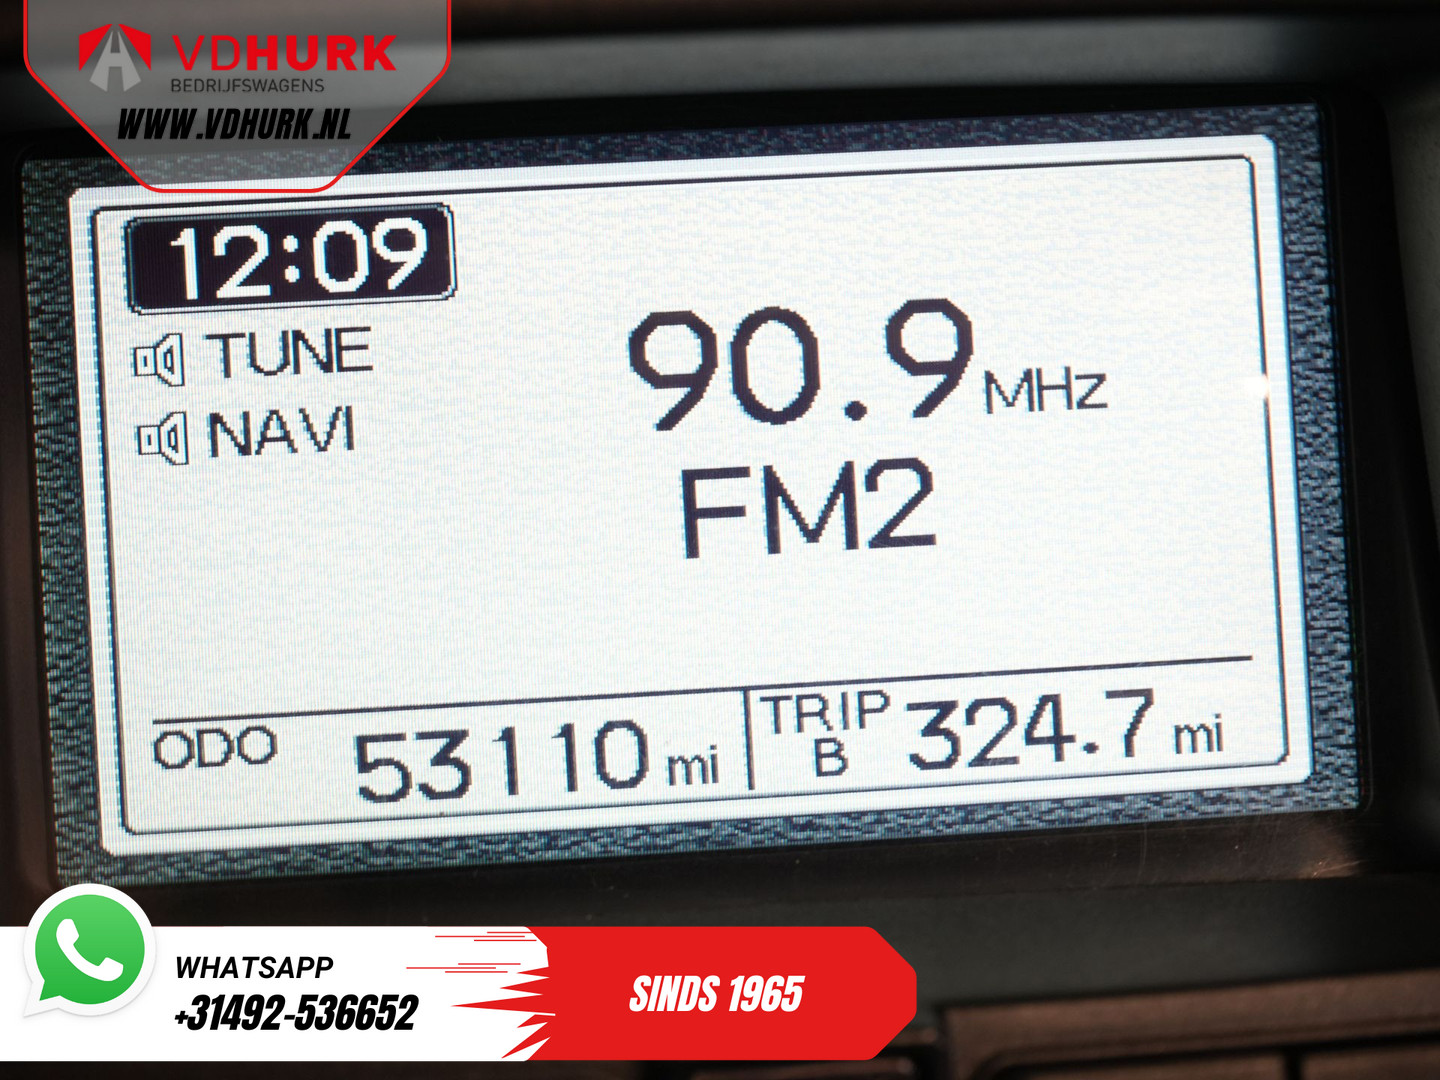 VDHURK
BEDRIJFSWAGENS
WWW.VDHURK.NL
12:09
TUNE
NAVI
90.9 MHz
FM2
ODO 53110 mi
TRIP B 324.7 mi
WHATSAPP
+31492-536652
SINDS 1965